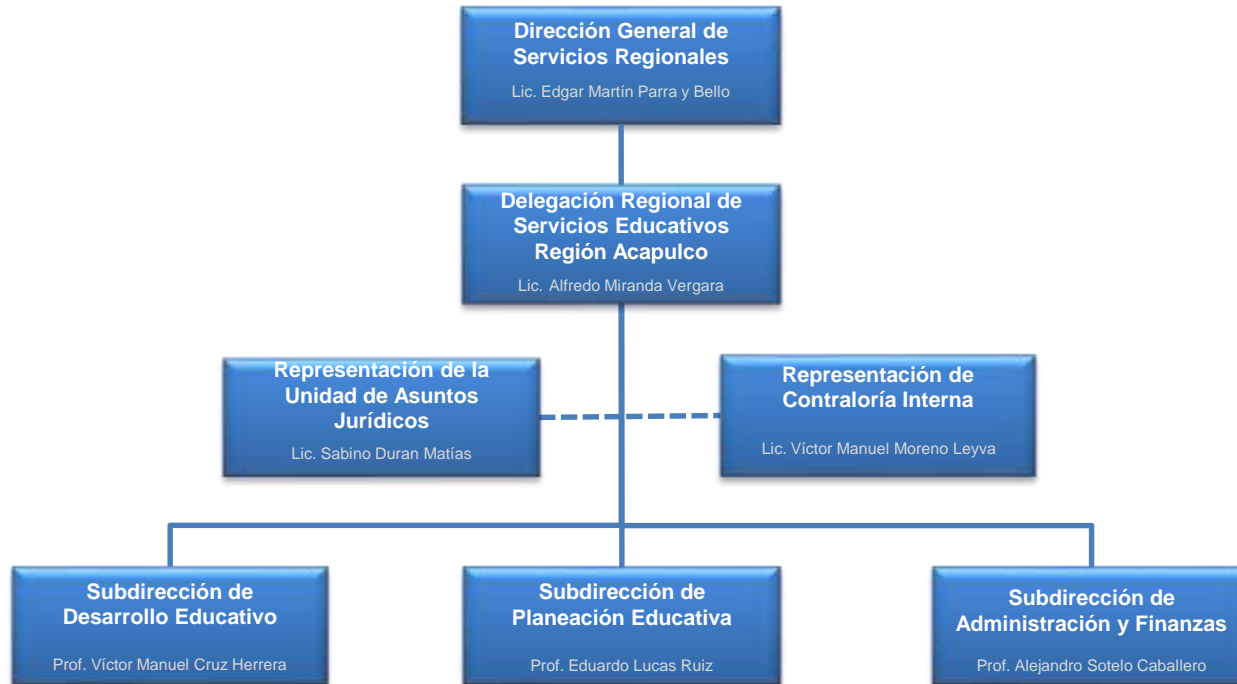 Dirección General de
Servicios Regionales
Lic. Edgar Martín Parra y Bello
Delegación Regional de
Servicios Educativos
Región Acapulco
Lic. Alfredo Miranda Vergara
Representación de la
Unidad de Asuntos
Jurídicos
Lic. Sabino Duran Matías
Representación de
Contraloría Interna
Lic. Víctor Manuel Moreno Leyva
Subdirección de
Desarrollo Educativo
Prof. Víctor Manuel Cruz Herrera
Subdirección de
Planeación Educativa
Prof. Eduardo Lucas Ruiz
Subdirección de
Administración y Finanzas
Prof. Alejandro Sotelo Caballero